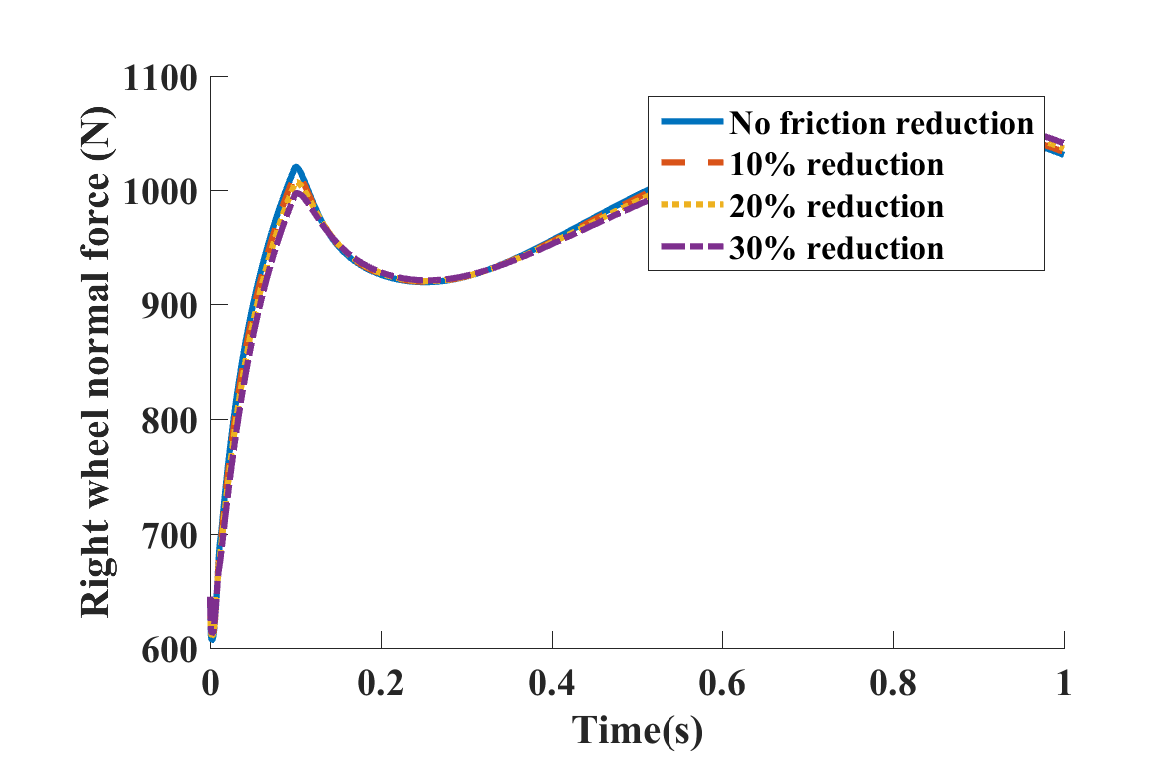 Right wheel normal force (N)
1100
1000
900
800
700
600
0
0.2
0.4
0.6
0.8
1
Time(s)
No friction reduction
10% reduction
20% reduction
30% reduction